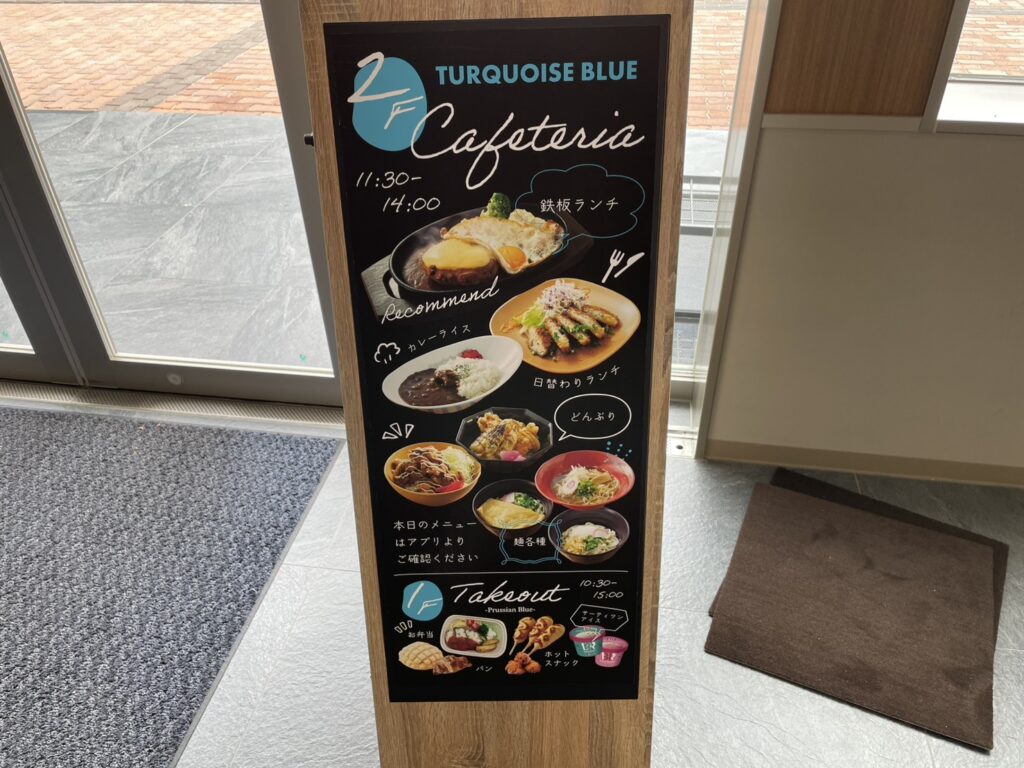 2F
TURQUOISE BLUE
Cafeteria
11:30-
14:00
鉄板ランチ
Recommend
カレーライス
日替わりランチ
どんぶり
本日のメニュー
はアプリより
ご確認ください
麺各種
1F
Takeout
-Prussian Blue-
10:30-
15:00
サーティワン
アイス
お弁当
パン
ホット
スナック
BR